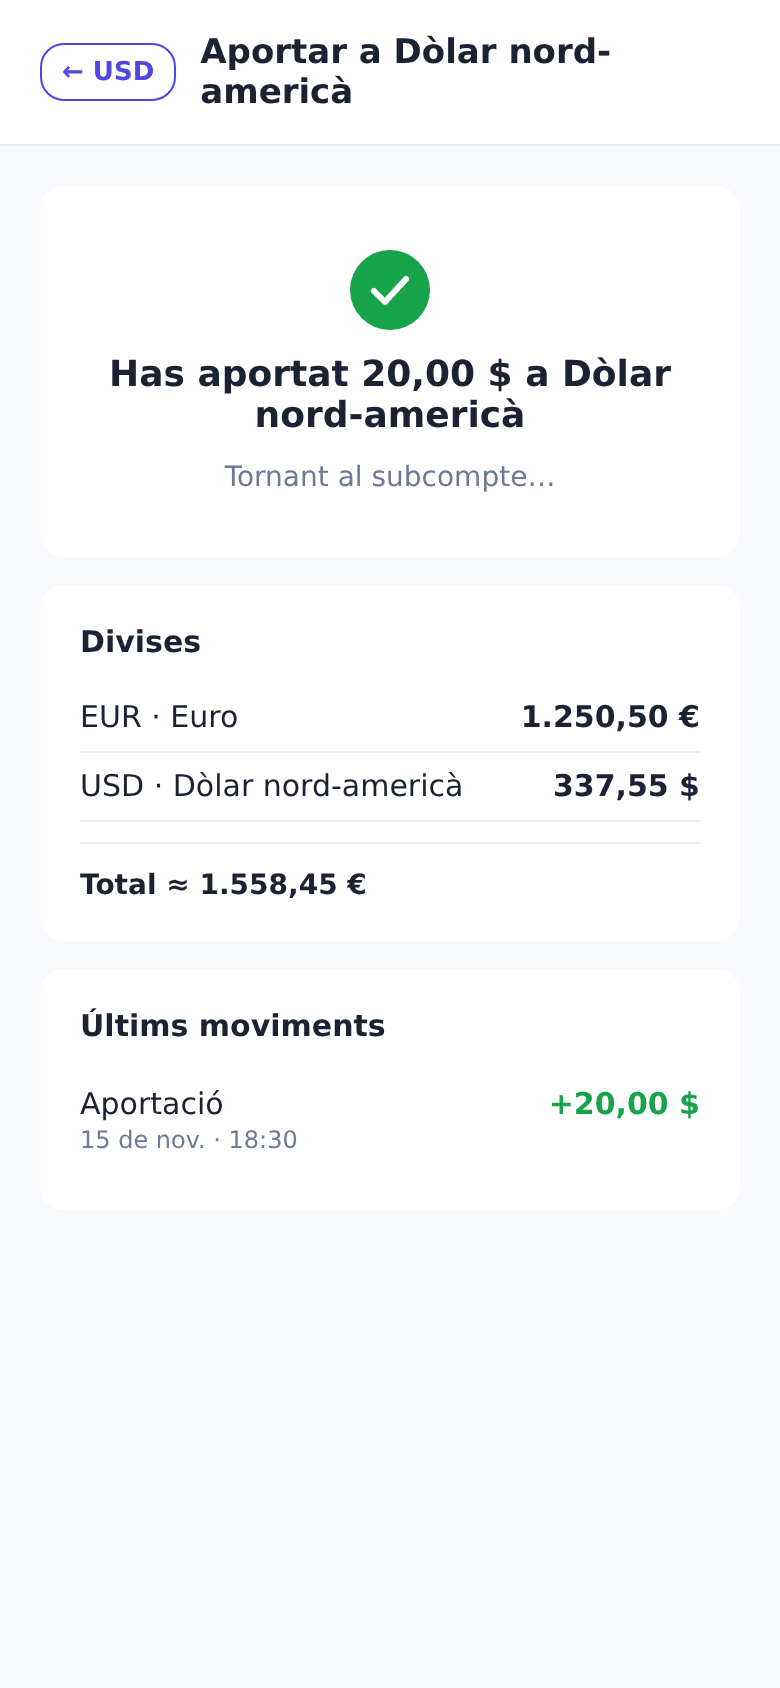 ← USD
Aportar a Dòlar nord-
americà
Has aportat 20,00 $ a Dòlar
nord-americà
Tornant al subcompte…
Divises
EUR · Euro 1.250,50 €
USD · Dòlar nord-americà 337,55 $
Total ≈ 1.558,45 €
Últims moviments
Aportació +20,00 $
15 de nov. · 18:30